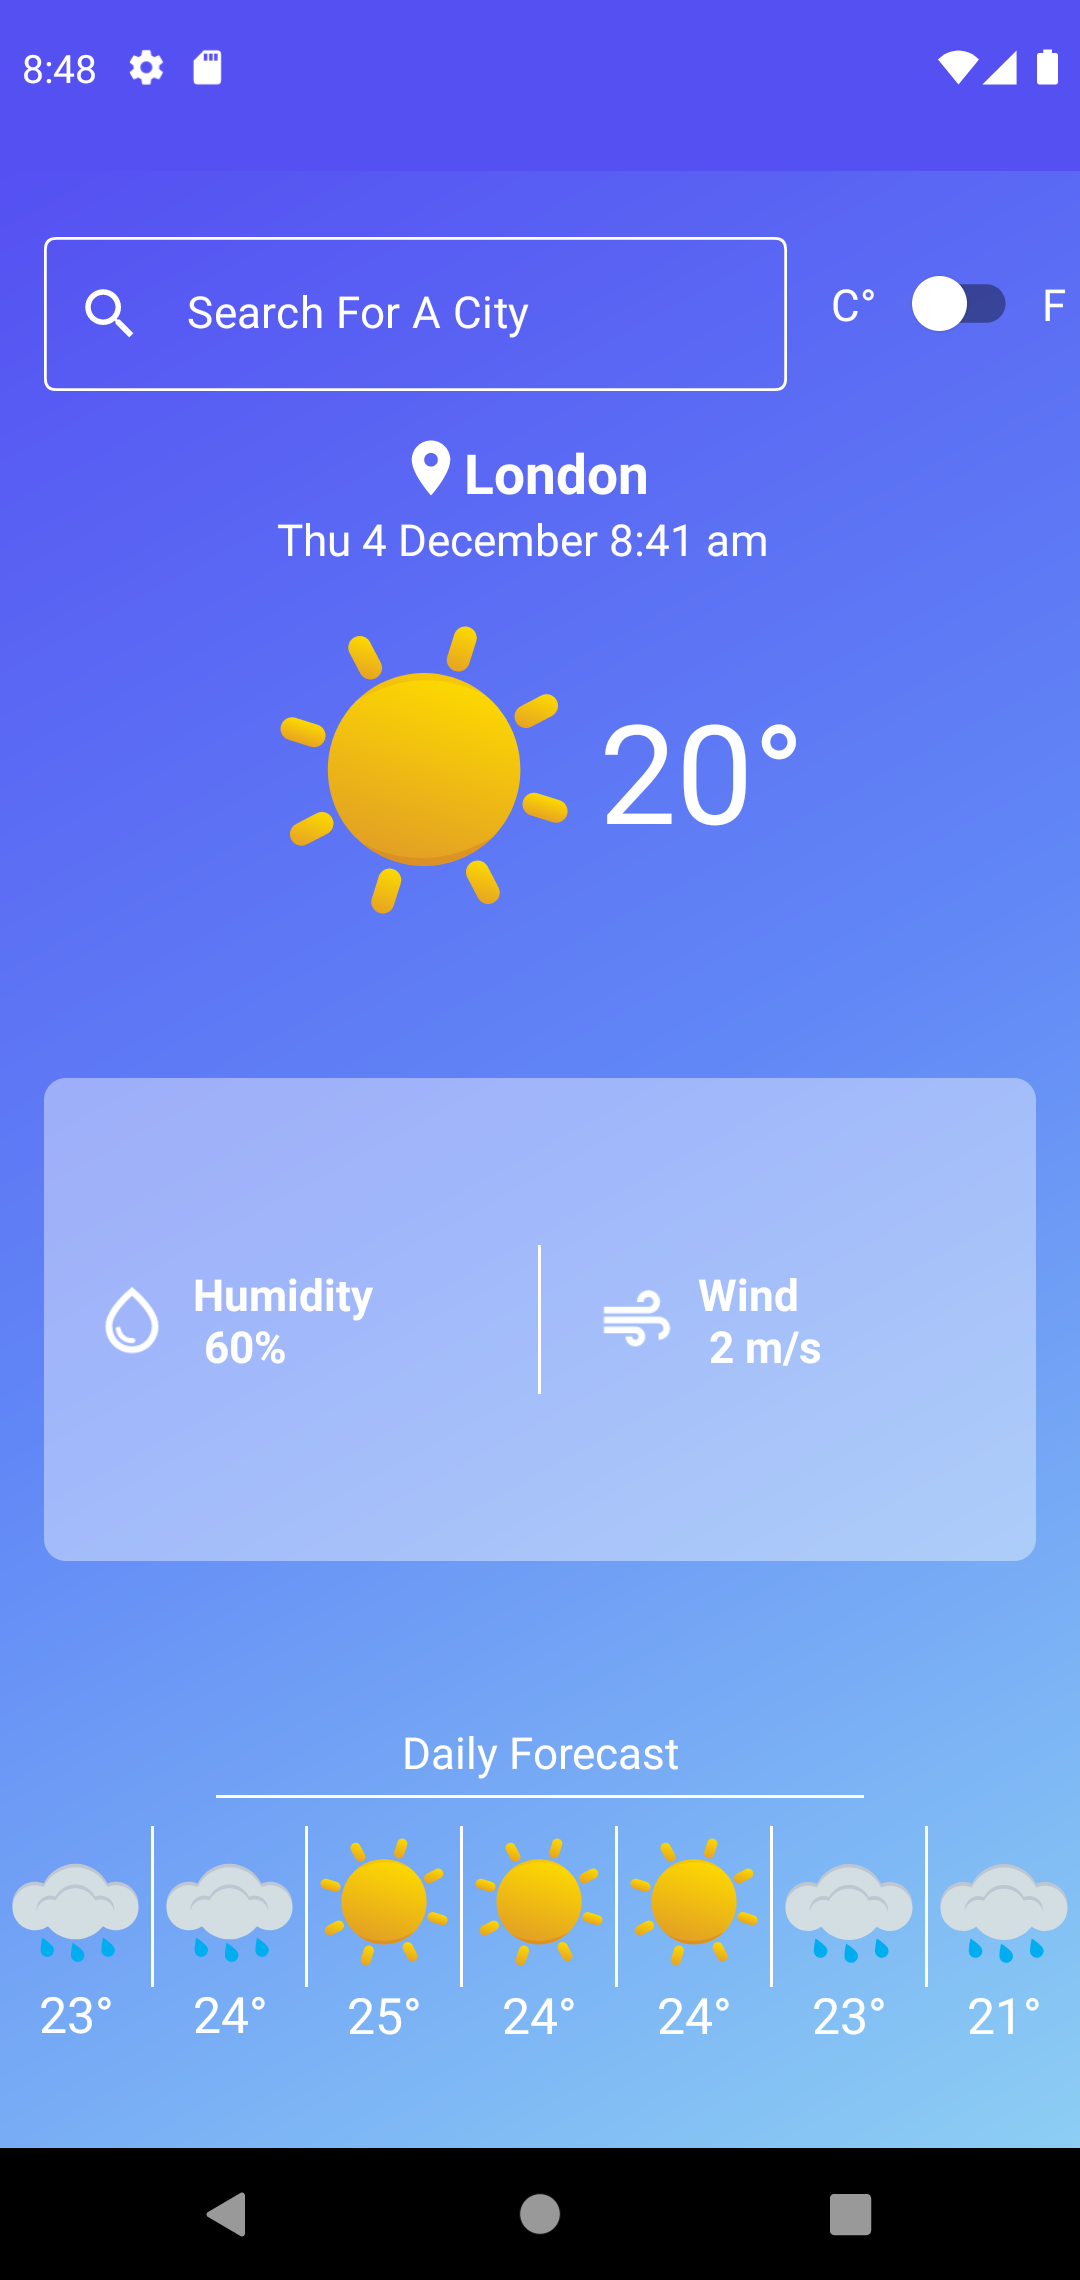 8:48
Search For A City
C° F
London
Thu 4 December 8:41 am
20°
Humidity
60%
Wind
2 m/s
Daily Forecast
23° 24° 25° 24° 24° 23° 21°